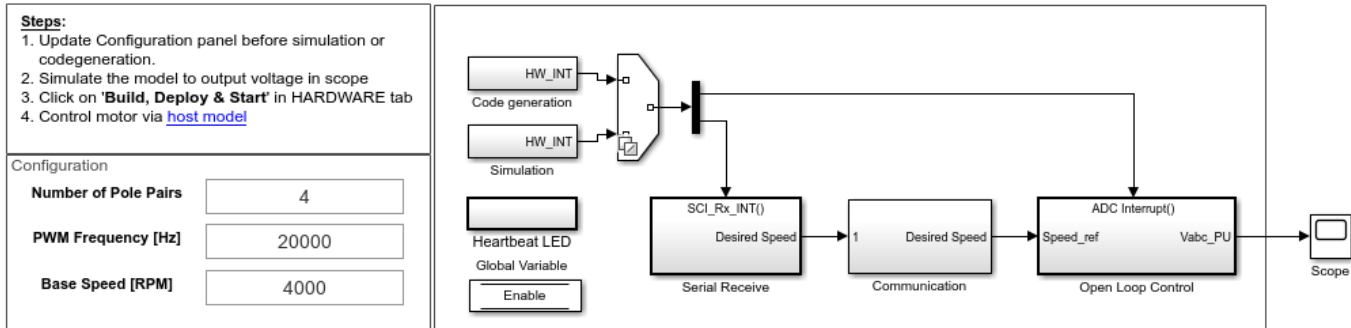 Steps:
1. Update Configuration panel before simulation or
codegeneration.
2. Simulate the model to output voltage in scope
3. Click on 'Build, Deploy & Start' in HARDWARE tab
4. Control motor via host model
Configuration
Number of Pole Pairs
4
PWM Frequency [Hz]
20000
Base Speed [RPM]
4000
HW_INT
Code generation
HW_INT
Simulation
Heartbeat LED
Global Variable
Enable
SCI_Rx_INT()
Desired Speed
Serial Receive
1
Desired Speed
Communication
ADC Interrupt()
Speed_ref
Vabc_PU
Open Loop Control
Scope